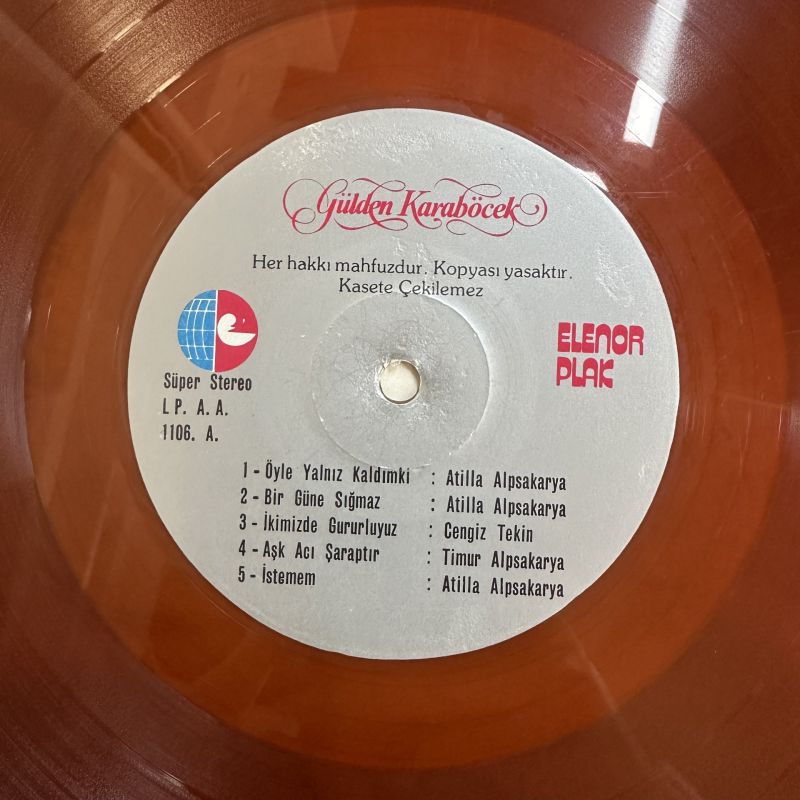 Gülden Karaböcek
Her hakkı mahfuzdur. Kopyası yasaktır.
Kasete Çekilemez
ELENOR
PLAK
Süper Stereo
LP. A. A.
1106. A.
1 - Öyle Yalnız Kaldımki : Atilla Alpsakarya
2 - Bir Güne Sığmaz : Atilla Alpsakarya
3 - İkimizde Gururluyuz : Cengiz Tekin
4 - Aşk Acı Şaraptır : Timur Alpsakarya
5 - İstemem : Atilla Alpsakarya